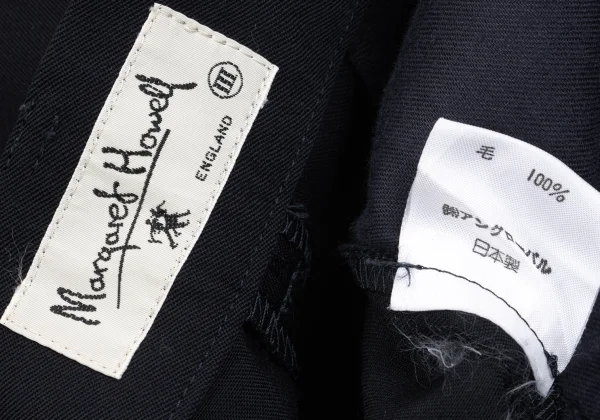 Margaret Howell
ENGLAND
III
毛 100%
㈱アングローバル
日本製